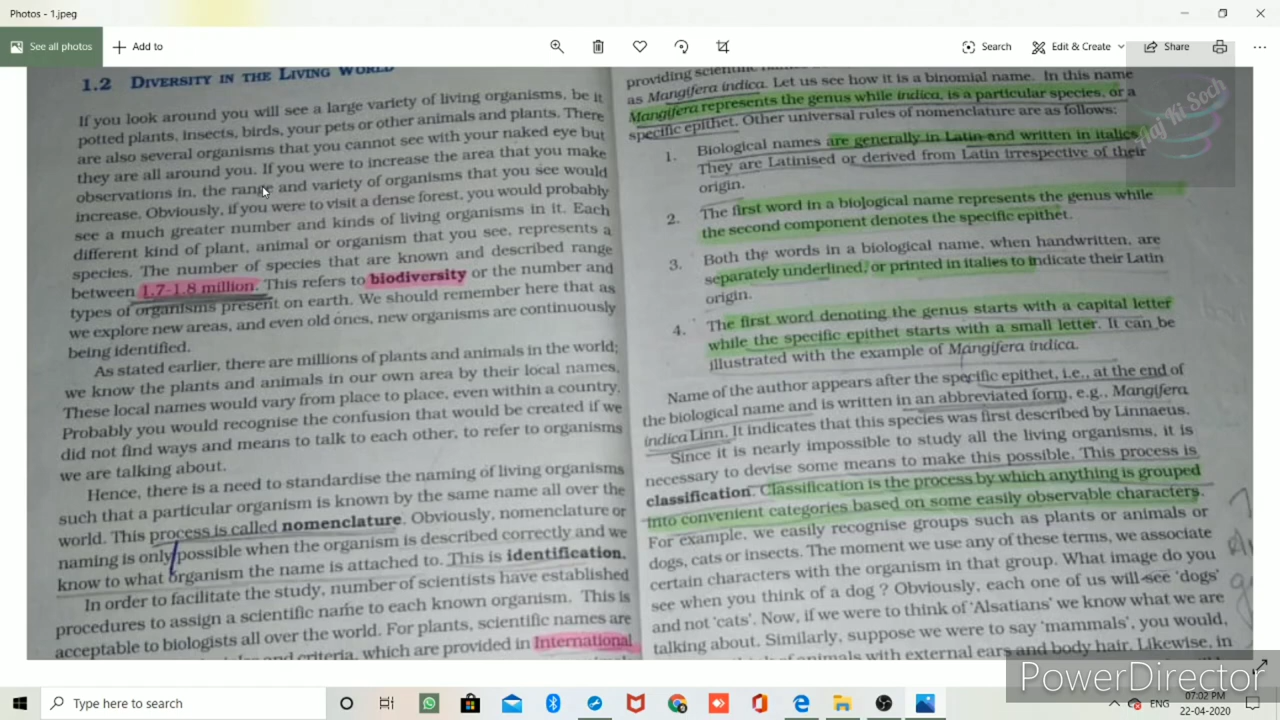 Photos - 1.jpeg
See all photos
Add to
Search
Edit & Create
Share
1.2 DIVERSITY IN THE LIVING WORLD
If you look around you will see a large variety of living organisms, be it
potted plants, insects, birds, your pets or other animals and plants. There
are also several organisms that you cannot see with your naked eye but
they are all around you. If you were to increase the area that you make
observations in, the range and variety of organisms that you see would
increase. Obviously, if you were to visit a dense forest, you would probably
see a much greater number and kinds of living organisms in it. Each
different kind of plant, animal or organism that you see, represents a
species. The number of species that are known and described range
between 1.7-1.8 million. This refers to biodiversity or the number and
types of organisms present on earth. We should remember here that as
we explore new areas, and even old ones, new organisms are continuously
being identified.
As stated earlier, there are millions of plants and animals in the world;
we know the plants and animals in our own area by their local names.
These local names would vary from place to place, even within a country.
Probably you would recognise the confusion that would be created if we
did not find ways and means to talk to each other, to refer to organisms
we are talking about.
Hence, there is a need to standardise the naming of living organisms
such that a particular organism is known by the same name all over the
world. This process is called nomenclature. Obviously, nomenclature or
naming is only possible when the organism is described correctly and we
know to what organism the name is attached to. This is identification.
In order to facilitate the study, number of scientists have established
procedures to assign a scientific name to each known organism. This is
acceptable to biologists all over the world. For plants, scientific names are
and criteria, which are provided in International
providing scientific
as Mangifera indica. Let us see how it is a binomial name. In this name
Mangifera represents the genus while indica, is a particular species, or a
specific epithet. Other universal rules of nomenclature are as follows:
1. Biological names are generally in Latin and written in italics.
They are Latinised or derived from Latin irrespective of their
origin.
2. The first word in a biological name represents the genus while
the second component denotes the specific epithet.
3. Both the words in a biological name, when handwritten, are
separately underlined, or printed in italics to indicate their Latin
origin.
4. The first word denoting the genus starts with a capital letter
while the specific epithet starts with a small letter. It can be
illustrated with the example of Mangifera indica.
Name of the author appears after the specific epithet, i.e., at the end of
the biological name and is written in an abbreviated form, e.g., Mangifera
indica Linn. It indicates that this species was first described by Linnaeus.
Since it is nearly impossible to study all the living organisms, it is
necessary to devise some means to make this possible. This process is
classification. Classification is the process by which anything is grouped
into convenient categories based on some easily observable characters.
For example, we easily recognise groups such as plants or animals or
dogs, cats or insects. The moment we use any of these terms, we associate
certain characters with the organism in that group. What image do you
see when you think of a dog ? Obviously, each one of us will see 'dogs'
and not 'cats'. Now, if we were to think of 'Alsatians' we know what we are
talking about. Similarly, suppose we were to say 'mammals', you would,
of animals with external ears and body hair. Likewise, in
Aaj Ki Soch
PowerDirector
Type here to search
ENG
07:02 PM
22-04-2020